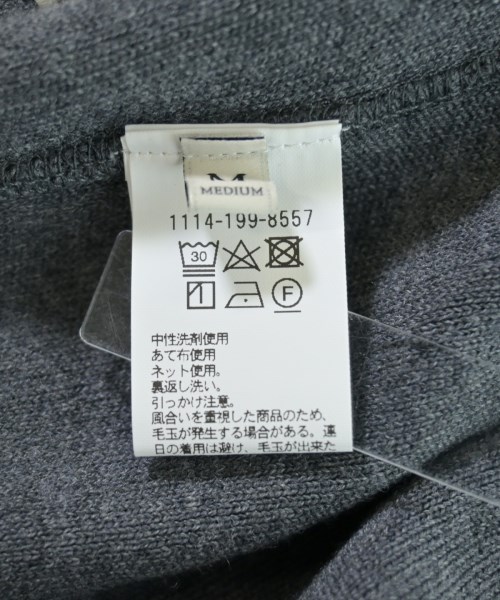 M
MEDIUM
1114-199-8557
30
F
中性洗剤使用
あて布使用
ネット使用。
裏返し洗い。
引っかけ注意。
風合いを重視した商品のため、
毛玉が発生する場合がある。連
日の着用は避け、毛玉が出来た